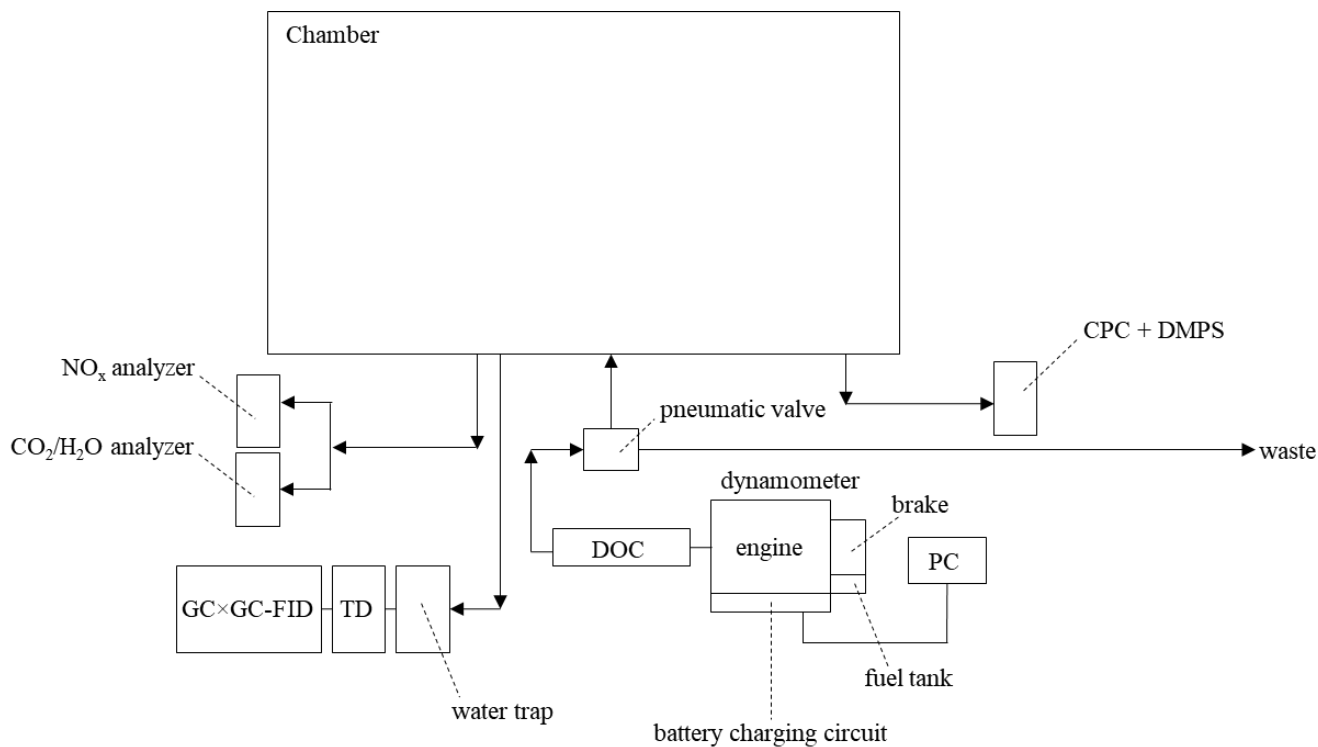 Chamber
CPC + DMPS
NOₓ analyzer
pneumatic valve
CO₂/H₂O analyzer
waste
dynamometer
brake
DOC
engine
PC
GC×GC-FID
TD
fuel tank
water trap
battery charging circuit